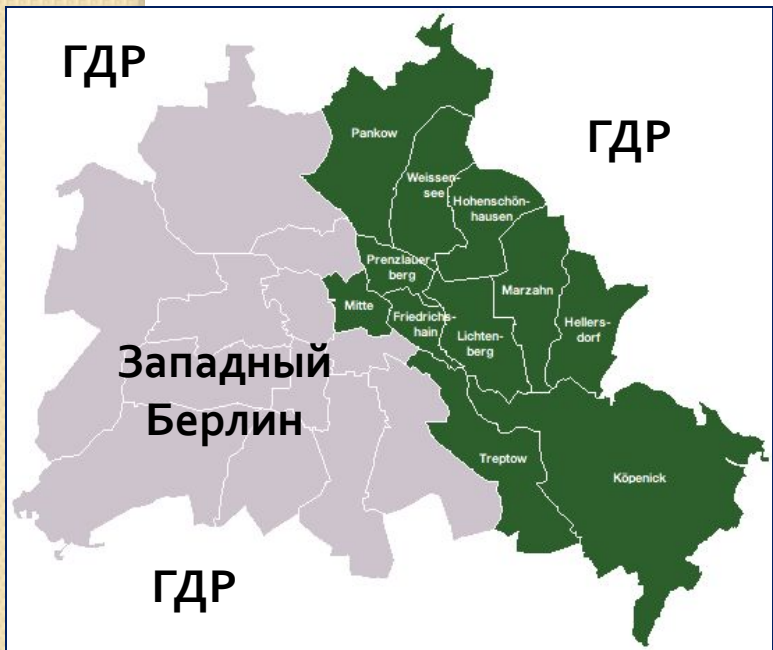 ГДР
ГДР
Pankow
Weissen-
see
Hohenschön-
hausen
Prenzlauer-
berg
Mitte
Friedrichs-
hain
Lichten-
berg
Marzahn
Hellers-
dorf
Западный
Берлин
Treptow
Köpenick
ГДР